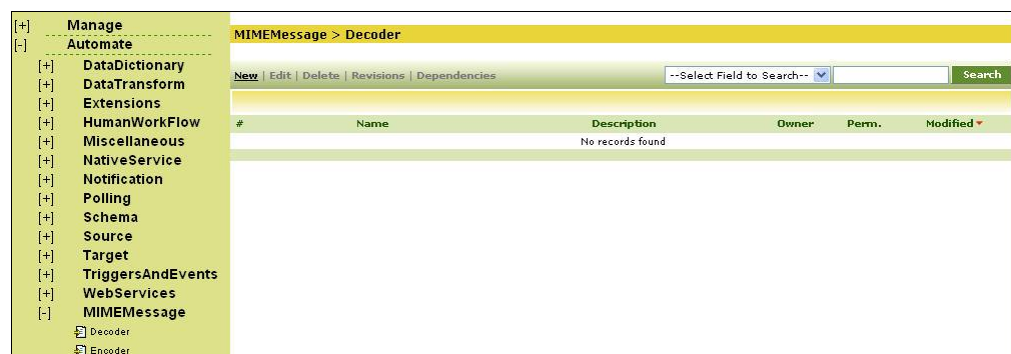 [+] Manage
[-] Automate
[+] DataDictionary
[+] DataTransform
[+] Extensions
[+] HumanWorkFlow
[+] Miscellaneous
[+] NativeService
[+] Notification
[+] Polling
[+] Schema
[+] Source
[+] Target
[+] TriggersAndEvents
[+] WebServices
[-] MIMEMessage
Decoder
Encoder
MIMEMessage > Decoder
New | Edit | Delete | Revisions | Dependencies --Select Field to Search-- Search
# Name Description Owner Perm. Modified
No records found